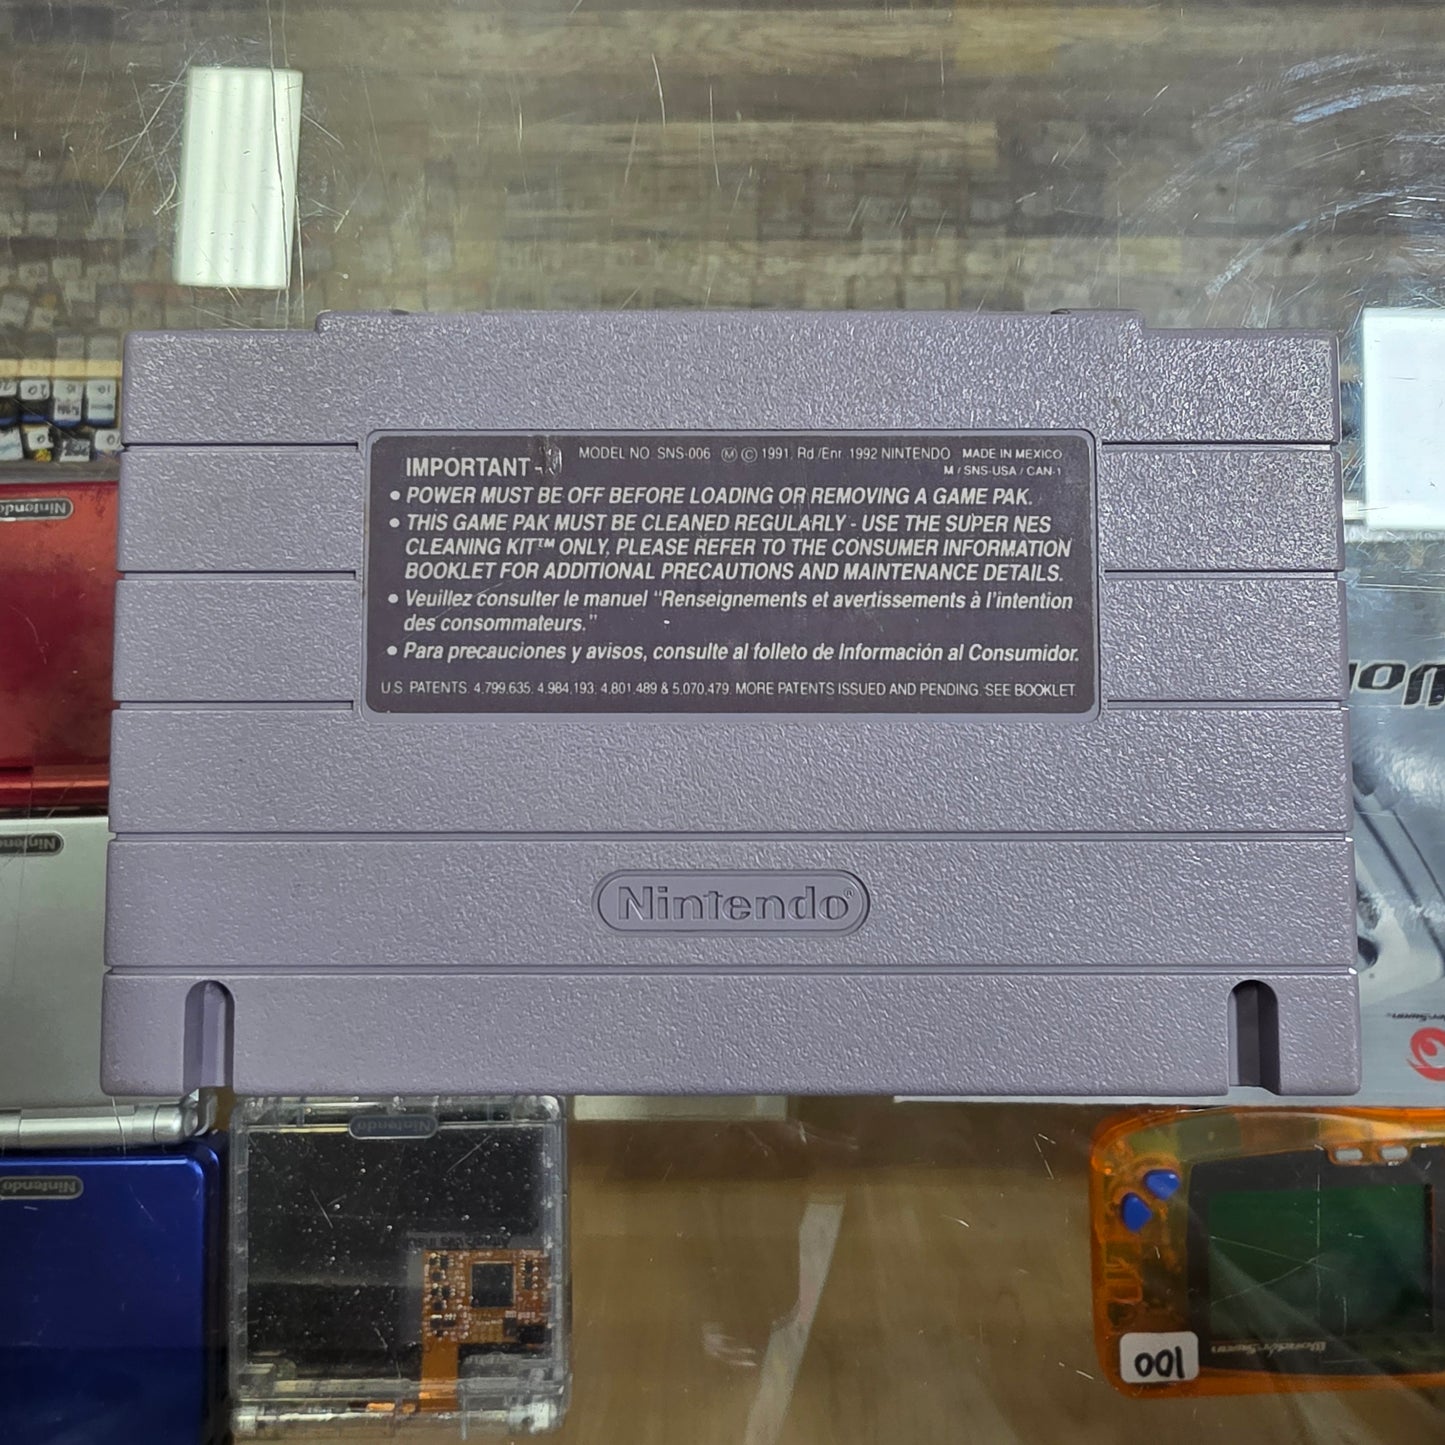 IMPORTANT -
MODEL NO. SNS-006 Ⓜ © 1991, Rd./Enr. 1992 NINTENDO MADE IN MEXICO
M / SNS-USA / CAN-1
• POWER MUST BE OFF BEFORE LOADING OR REMOVING A GAME PAK.
• THIS GAME PAK MUST BE CLEANED REGULARLY - USE THE SUPER NES
CLEANING KIT™ ONLY. PLEASE REFER TO THE CONSUMER INFORMATION
BOOKLET FOR ADDITIONAL PRECAUTIONS AND MAINTENANCE DETAILS.
• Veuillez consulter le manuel "Renseignements et avertissements à l'intention
des consommateurs."
• Para precauciones y avisos, consulte al folleto de Información al Consumidor.
U.S. PATENTS: 4,799,635, 4,984,193, 4,801,489 & 5,070,479. MORE PATENTS ISSUED AND PENDING. SEE BOOKLET.
Nintendo®
Nintendo
Nintendo
Nintendo
Nintendo
WonderSwan
100